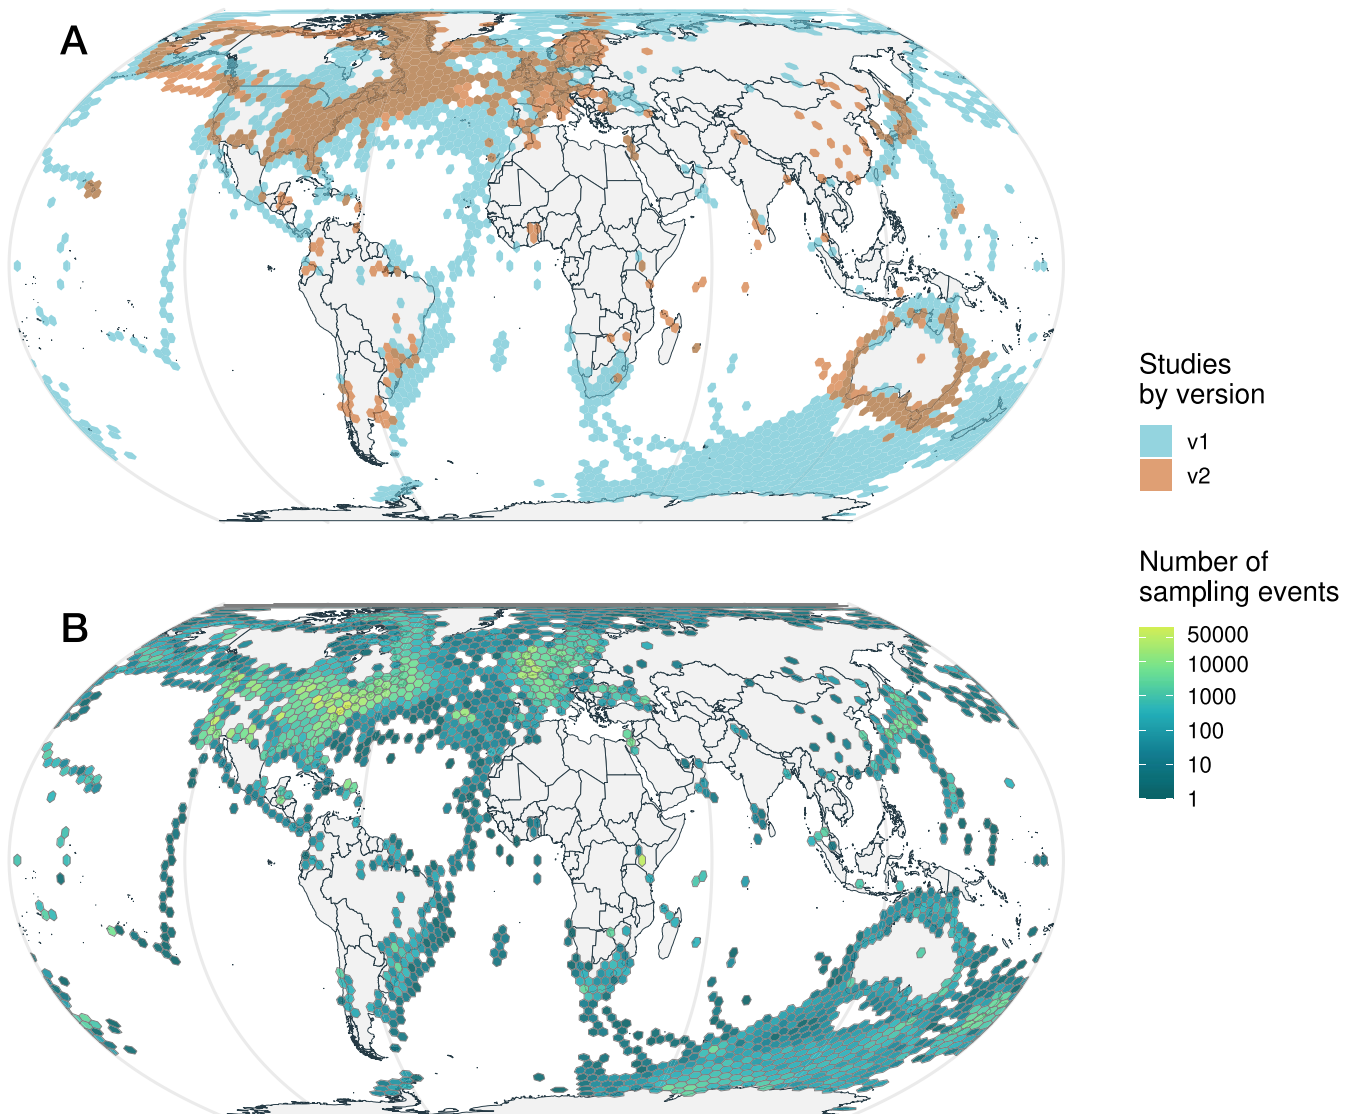 A
Studies
by version
v1
v2
B
Number of
sampling events
50000
10000
1000
100
10
1